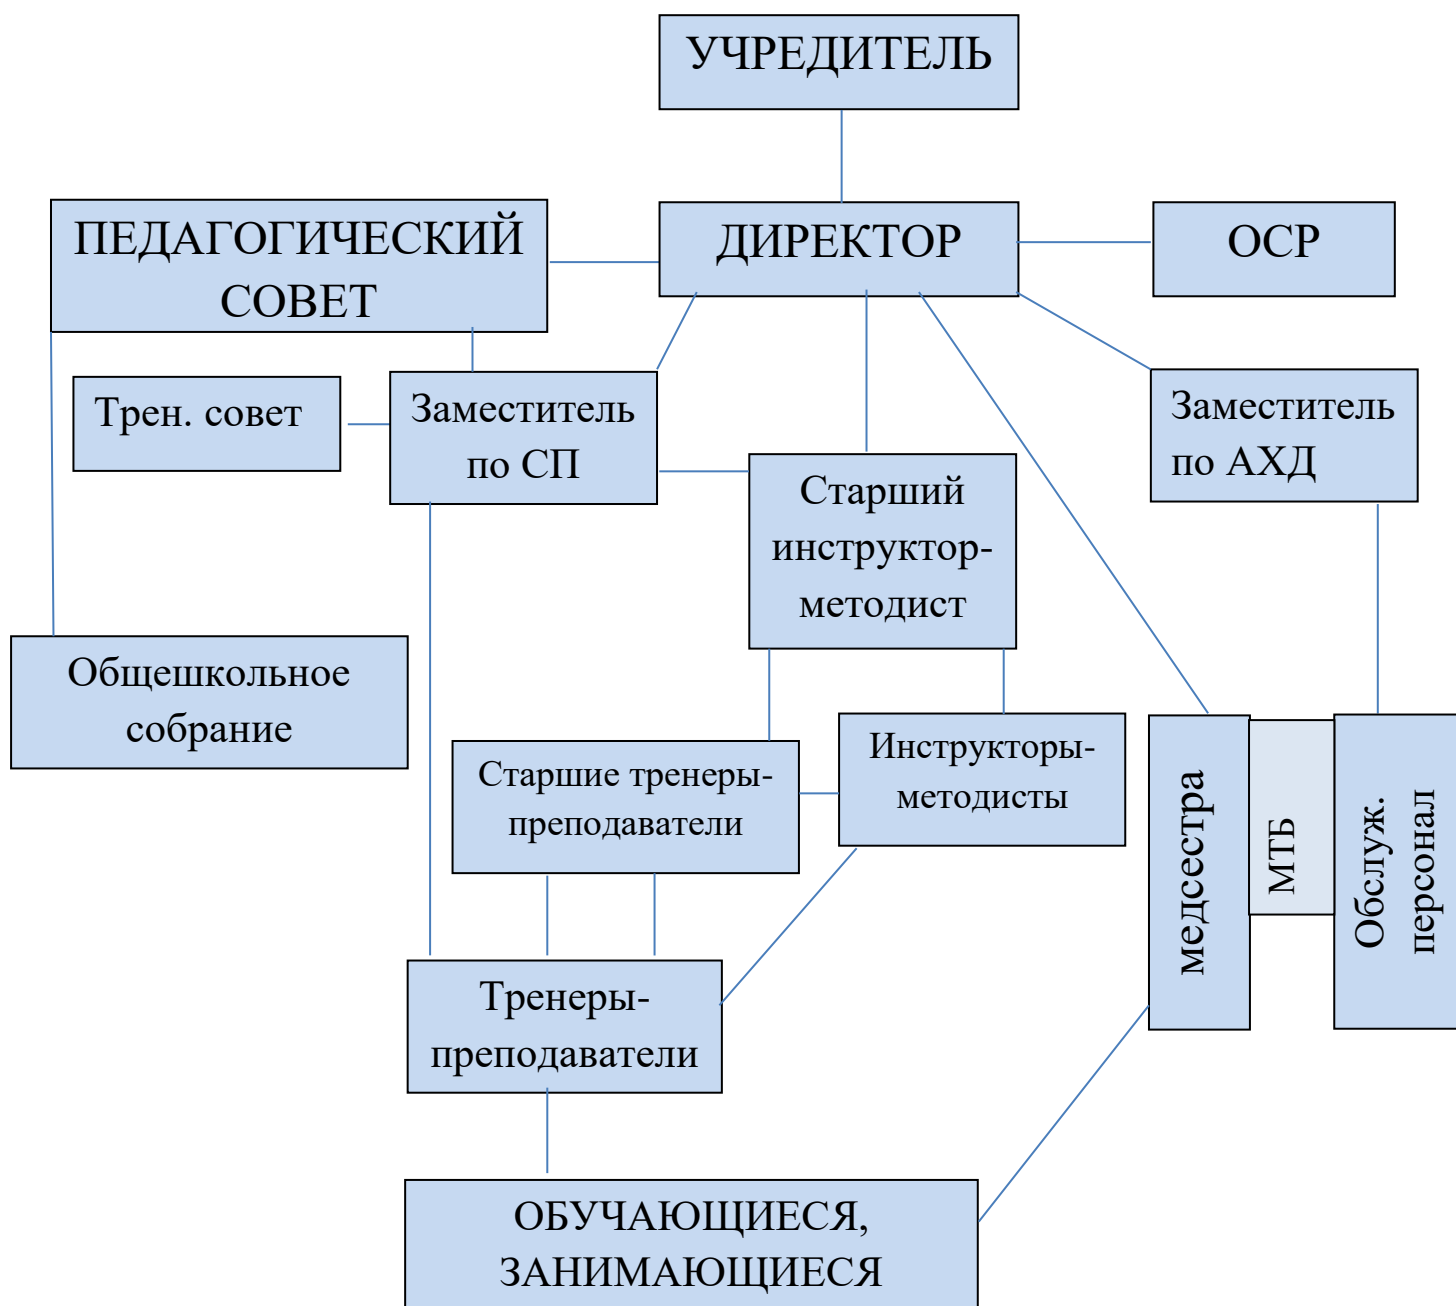 УЧРЕДИТЕЛЬ
ПЕДАГОГИЧЕСКИЙ
СОВЕТ
ДИРЕКТОР
ОСР
Трен. совет
Заместитель
по СП
Заместитель
по АХД
Старший
инструктор-
методист
Общешкольное
собрание
Старшие тренеры-
преподаватели
Инструкторы-
методисты
медсестра
МТБ
Обслуж.
персонал
Тренеры-
преподаватели
ОБУЧАЮЩИЕСЯ,
ЗАНИМАЮЩИЕСЯ